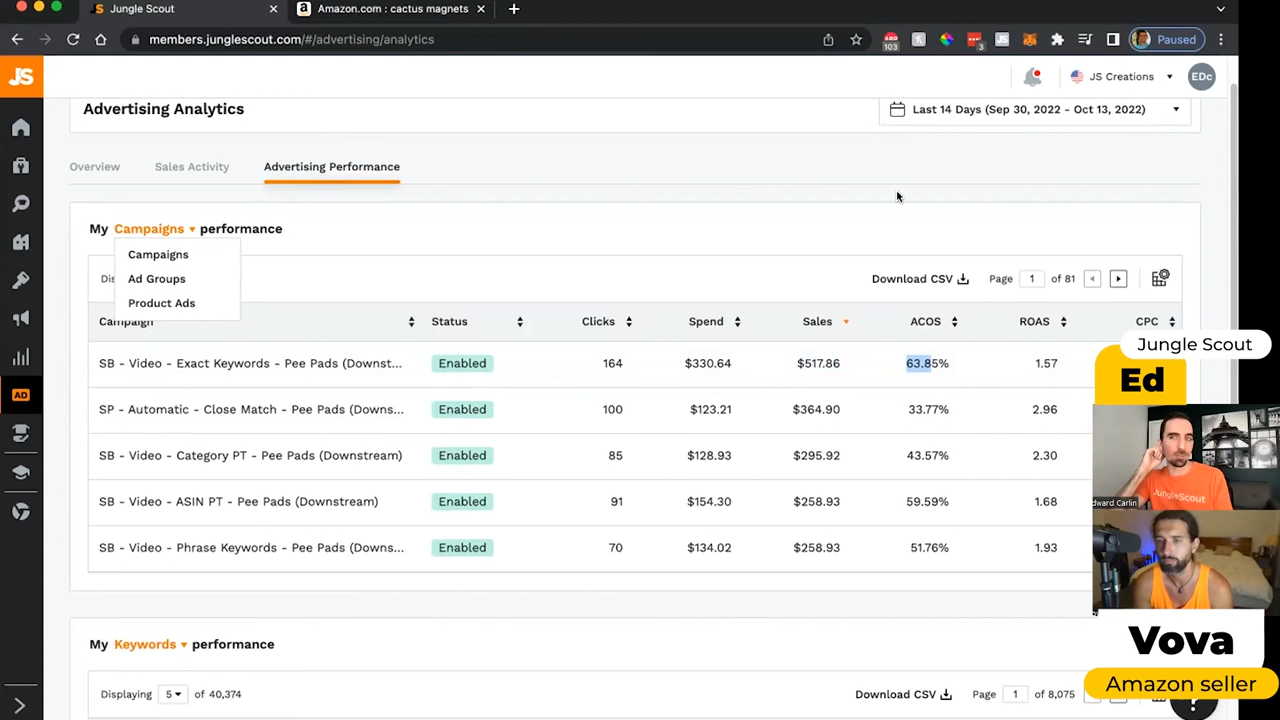 Jungle Scout
Amazon.com : cactus magnets
members.junglescout.com/#/advertising/analytics
103
3
Paused
JS
JS Creations
EDc
Advertising Analytics
Last 14 Days (Sep 30, 2022 - Oct 13, 2022)
Overview
Sales Activity
Advertising Performance
My Campaigns performance
Campaigns
Ad Groups
Product Ads
Dis
Download CSV
Page 1 of 81
Campaign Status Clicks Spend Sales ACOS ROAS CPC
SB - Video - Exact Keywords - Pee Pads (Downst... Enabled 164 $330.64 $517.86 63.85% 1.57
SP - Automatic - Close Match - Pee Pads (Downs... Enabled 100 $123.21 $364.90 33.77% 2.96
SB - Video - Category PT - Pee Pads (Downstream) Enabled 85 $128.93 $295.92 43.57% 2.30
SB - Video - ASIN PT - Pee Pads (Downstream) Enabled 91 $154.30 $258.93 59.59% 1.68
SB - Video - Phrase Keywords - Pee Pads (Downs... Enabled 70 $134.02 $258.93 51.76% 1.93
AD
My Keywords performance
Displaying 5 of 40,374
Download CSV
Page 1 of 8,075
Jungle Scout
Ed
JungleScout
dward Carlin
Vova
Amazon seller
?